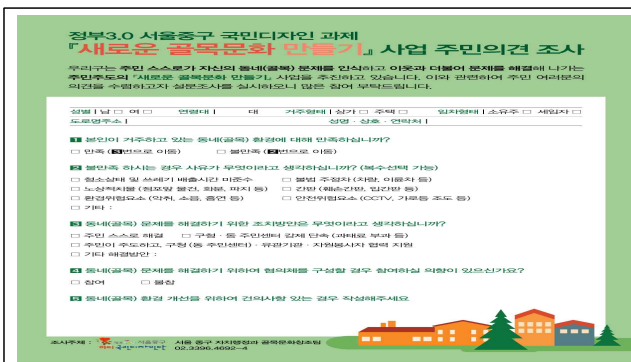 정부3.0 서울중구 국민디자인 과제
『새로운 골목문화 만들기』 사업 주민의견 조사
우리구는 주민 스스로가 자신의 동네(골목) 문제를 인식하고 이웃과 더불어 문제를 해결해 나가는
주민주도의 「새로운 골목문화 만들기」 사업을 추진하고 있습니다. 이와 관련하여 주민 여러분의
의견을 수렴하고자 설문조사를 실시하오니 많은 참여 부탁드립니다.
성별 | 남 □ 여 □ 연령대 | 대 거주형태 | 상가 □ 주택 □ 임차형태 | 소유주 □ 세입자 □
도로명주소 | 성명 · 상호 · 연락처 |
1 본인이 거주하고 있는 동네(골목) 환경에 대해 만족하십니까?
□ 만족 (3번으로 이동) □ 불만족 (2번으로 이동)
2 불만족 하시는 경우 사유가 무엇이라고 생각하십니까? (복수선택 가능)
□ 청소상태 및 쓰레기 배출시간 미준수 □ 불법 주정차 (차량, 이륜차 등)
□ 노상적치물 (점포앞 물건, 화분, 파지 등) □ 간판 (훼손간판, 입간판 등)
□ 환경위험요소 (악취, 소음, 흡연 등) □ 안전위험요소 (CCTV, 가로등 조도 등)
□ 기타 :
3 동네(골목) 문제를 해결하기 위한 조치방안은 무엇이라고 생각하십니까?
□ 주민 스스로 해결 □ 구청 · 동 주민센터 강제 단속 (과태료 부과 등)
□ 주민이 주도하고, 구청 (동 주민센터) · 유관기관 · 자원봉사자 협력 지원
□ 기타 해결방안 :
4 동네(골목) 문제를 해결하기 위하여 협의체를 구성할 경우 참여하실 의향이 있으신가요?
□ 참여 □ 불참
5 동네(골목) 환경 개선을 위하여 건의사항 있는 경우 작성해주세요
조사주체 : 서울중구 서울 중구 자치행정과 골목문화창조팀
국민디자인단 02.3396.4692~4